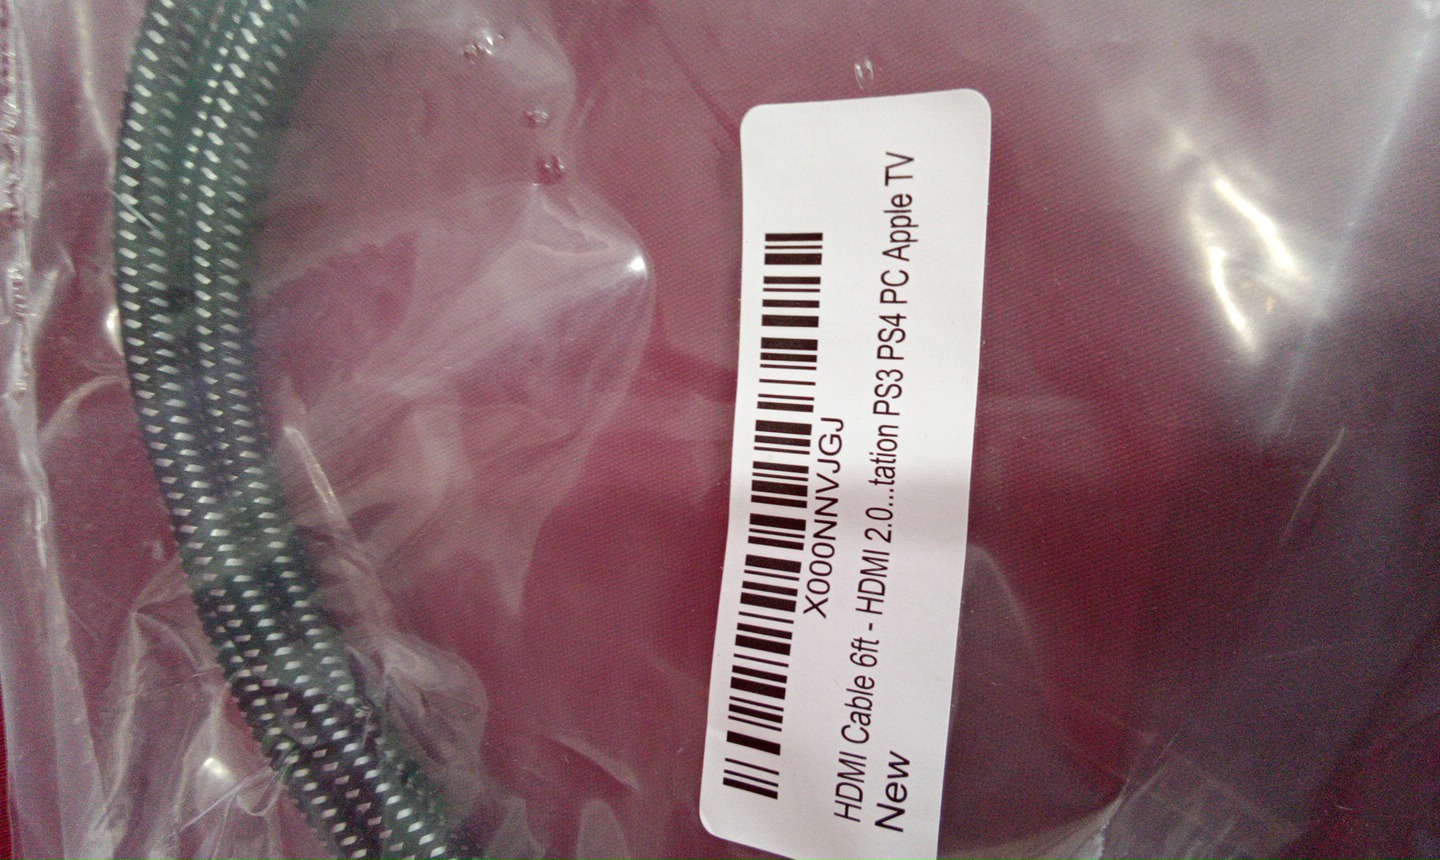 X000NNVJGJ
HDMI Cable 6ft - HDMI 2.0...tation PS3 PS4 PC Apple TV
New